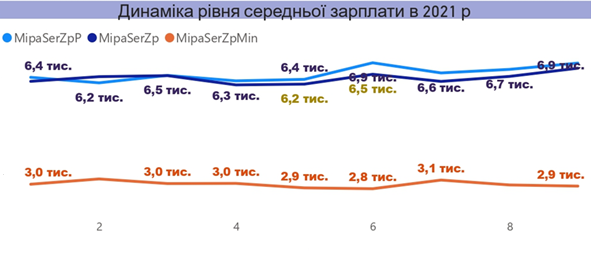 Динаміка рівня середньої зарплати в 2021 р
MipaSerZpP MipaSerZp MipaSerZpMin
6,4 тис. 6,4 тис. 6,9 тис.
6,2 тис. 6,5 тис. 6,3 тис. 6,2 тис. 6,9 тис. 6,5 тис. 6,6 тис. 6,7 тис.
3,0 тис. 3,0 тис. 3,0 тис. 2,9 тис. 2,8 тис. 3,1 тис. 2,9 тис.
2 4 6 8